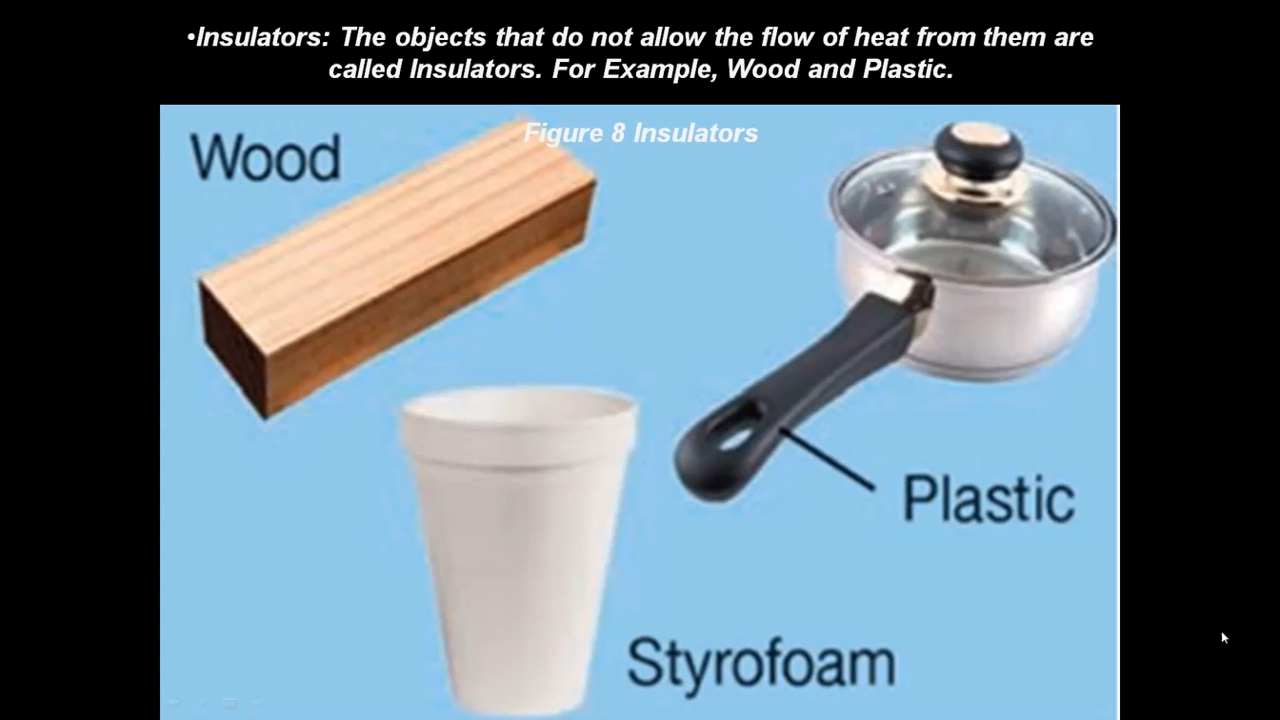 •Insulators: The objects that do not allow the flow of heat from them are
called Insulators. For Example, Wood and Plastic.
Figure 8 Insulators
Wood
Plastic
Styrofoam